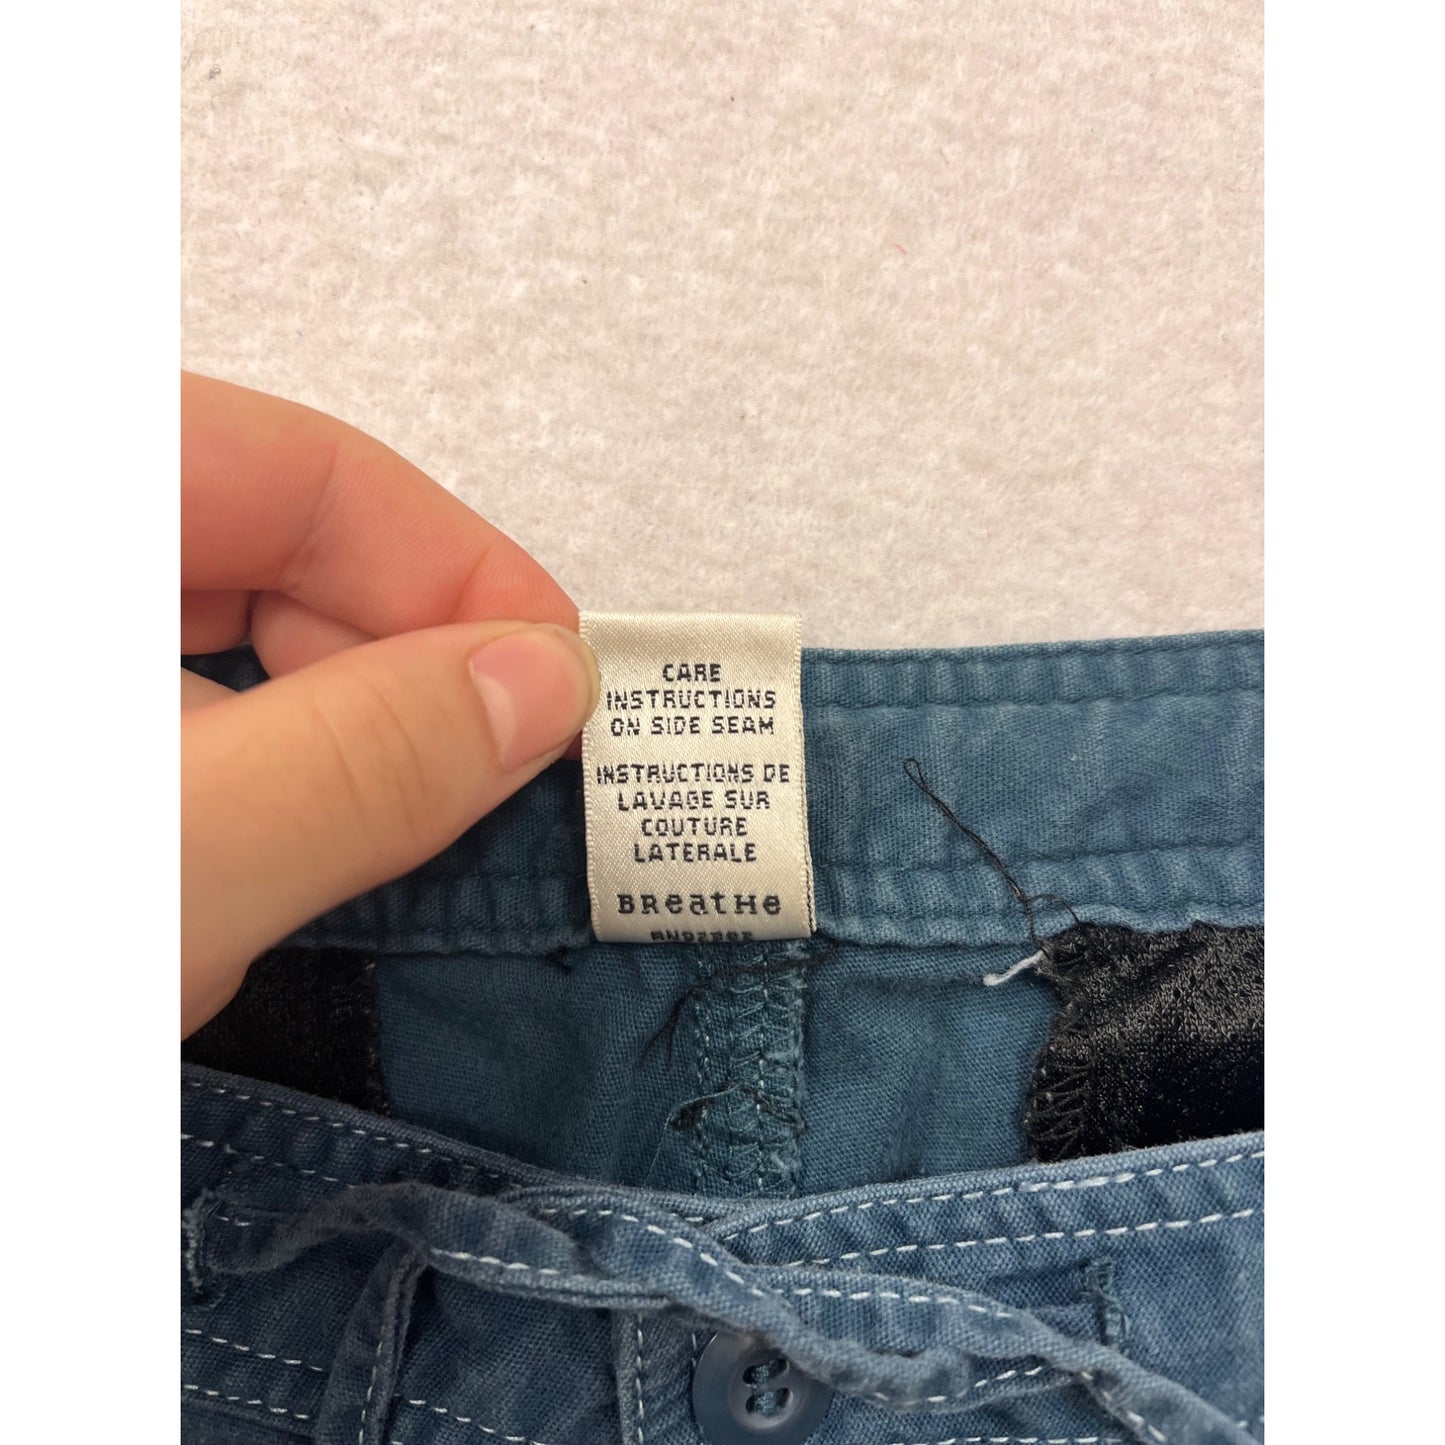 CARE
INSTRUCTIONS
ON SIDE SEAM
INSTRUCTIONS DE
LAVAGE SUR
COUTURE
LATERALE
BReatHe